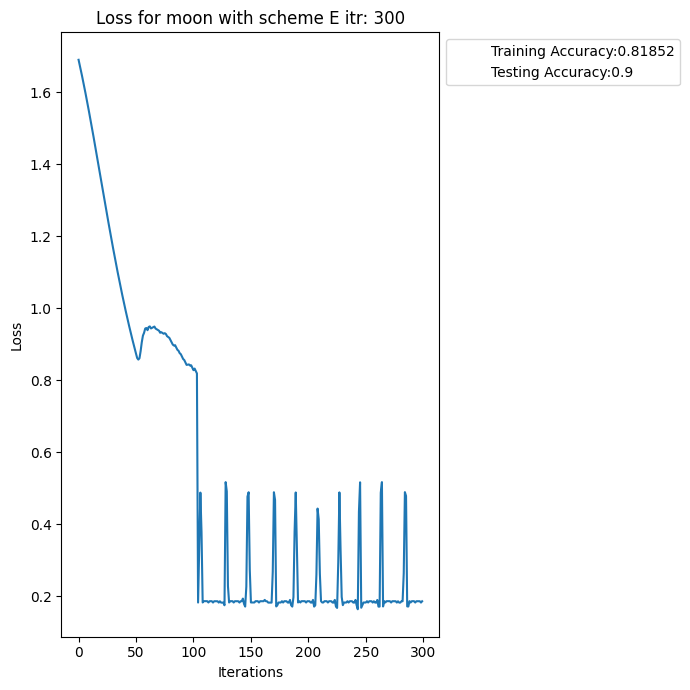 Loss for moon with scheme E itr: 300
Training Accuracy:0.81852
Testing Accuracy:0.9
1.6
1.4
1.2
1.0
0.8
0.6
0.4
0.2
Loss
0 50 100 150 200 250 300
Iterations